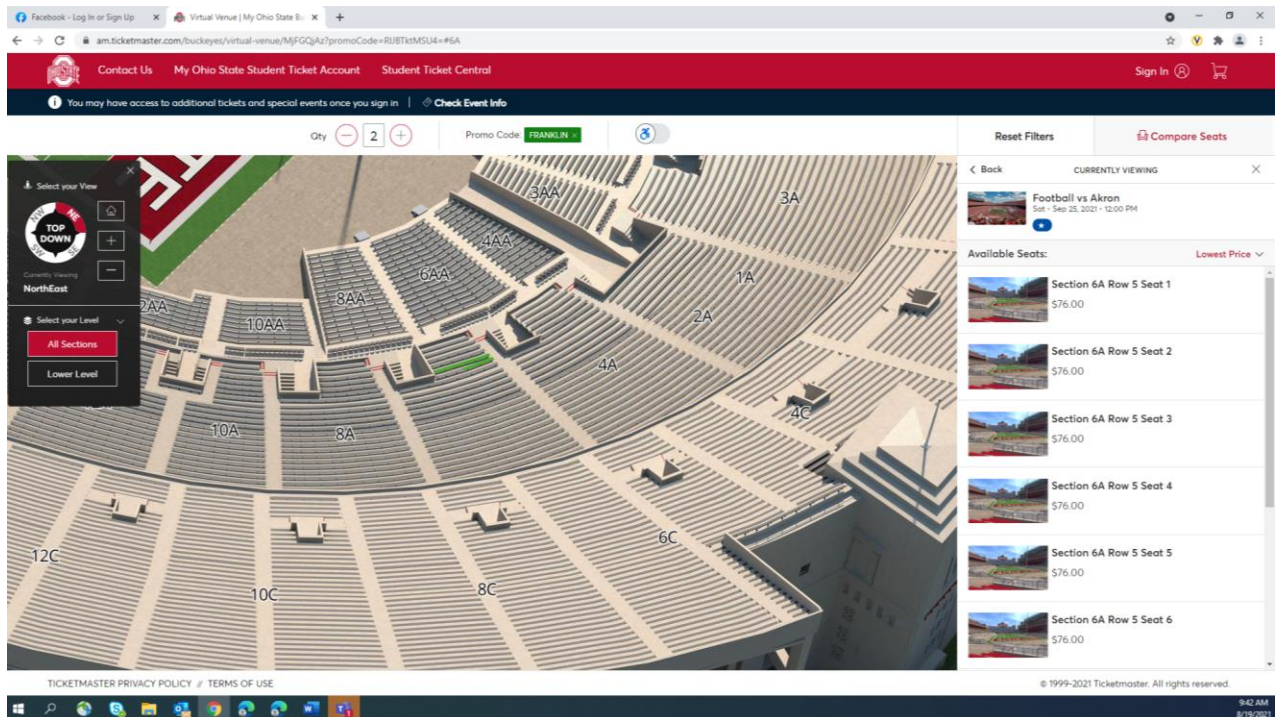 Facebook - Log In or Sign Up
Virtual Venue | My Ohio State Bu
am.ticketmaster.com/buckeyes/virtual-venue/MjFGQjAz?promoCode=RIJBTktMSU4=#6A
Contact Us
My Ohio State Student Ticket Account
Student Ticket Central
Sign In
You may have access to additional tickets and special events once you sign in
Check Event Info
Qty
2
Promo Code:
FRANKLIN ×
Reset Filters
Compare Seats
Select your View
NW
NE
TOP
DOWN
SW
SE
Currently Viewing
NorthEast
Select your Level
All Sections
Lower Level
3AA
3A
4AA
6AA
1A
8AA
2AA
10AA
2A
4A
4C
10A
8A
6C
12C
10C
8C
< Back
CURRENTLY VIEWING
Football vs Akron
Sat - Sep 25, 2021 - 12:00 PM
Available Seats:
Lowest Price
Section 6A Row 5 Seat 1
$76.00
Section 6A Row 5 Seat 2
$76.00
Section 6A Row 5 Seat 3
$76.00
Section 6A Row 5 Seat 4
$76.00
Section 6A Row 5 Seat 5
$76.00
Section 6A Row 5 Seat 6
$76.00
TICKETMASTER PRIVACY POLICY // TERMS OF USE
© 1999-2021 Ticketmaster. All rights reserved.
9:42 AM
8/19/2021